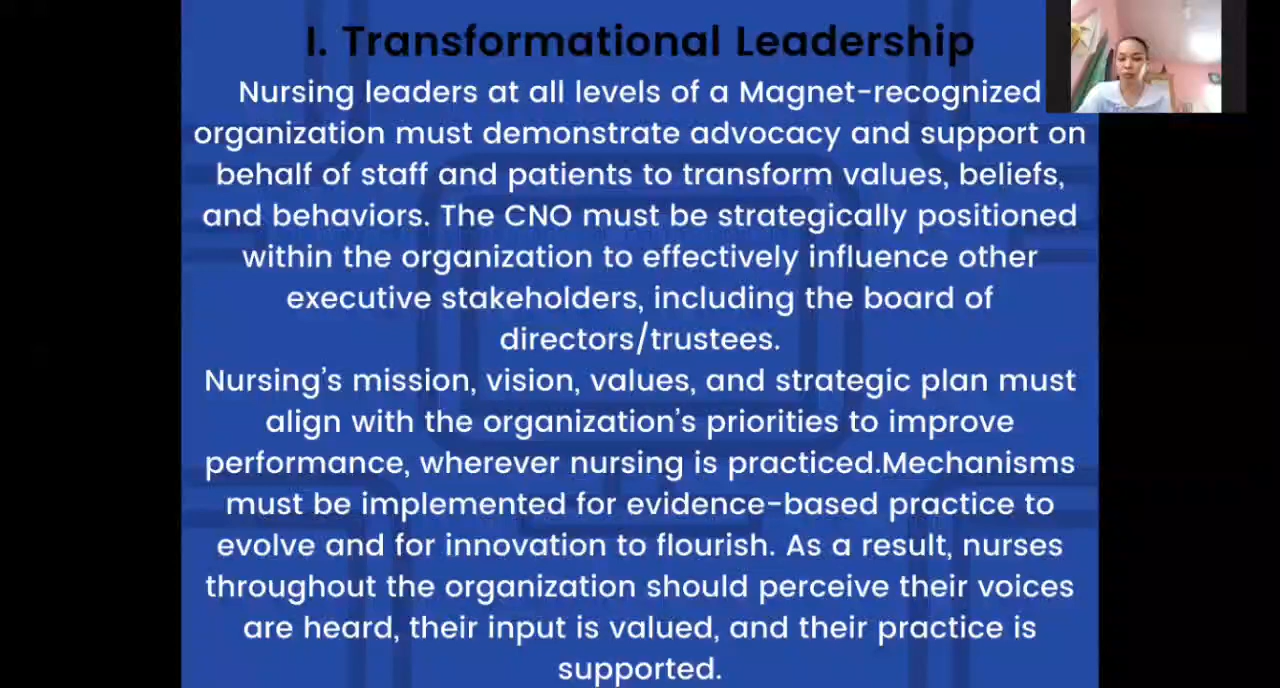 I. Transformational Leadership
Nursing leaders at all levels of a Magnet-recognized
organization must demonstrate advocacy and support on
behalf of staff and patients to transform values, beliefs,
and behaviors. The CNO must be strategically positioned
within the organization to effectively influence other
executive stakeholders, including the board of
directors/trustees.
Nursing's mission, vision, values, and strategic plan must
align with the organization's priorities to improve
performance, wherever nursing is practiced.Mechanisms
must be implemented for evidence-based practice to
evolve and for innovation to flourish. As a result, nurses
throughout the organization should perceive their voices
are heard, their input is valued, and their practice is
supported.